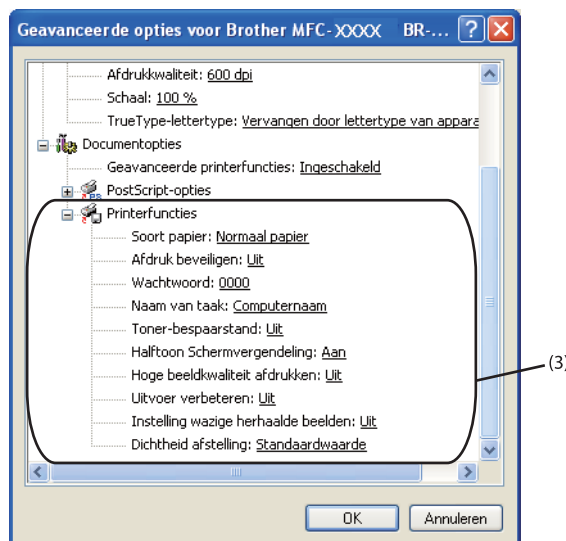 Geavanceerde opties voor Brother MFC-XXXX BR-...
Afdrukkwaliteit: 600 dpi
Schaal: 100 %
TrueType-lettertype: Vervangen door lettertype van appara
Documentopties
Geavanceerde printerfuncties: Ingeschakeld
PostScript-opties
Printerfuncties
Soort papier: Normaal papier
Afdruk beveiligen: Uit
Wachtwoord: 0000
Naam van taak: Computernaam
Toner-bespaarstand: Uit
Halftoon Schermvergendeling: Aan
Hoge beeldkwaliteit afdrukken: Uit
Uitvoer verbeteren: Uit
Instelling wazige herhaalde beelden: Uit
Dichtheid afstelling: Standaardwaarde
(3)
OK Annuleren